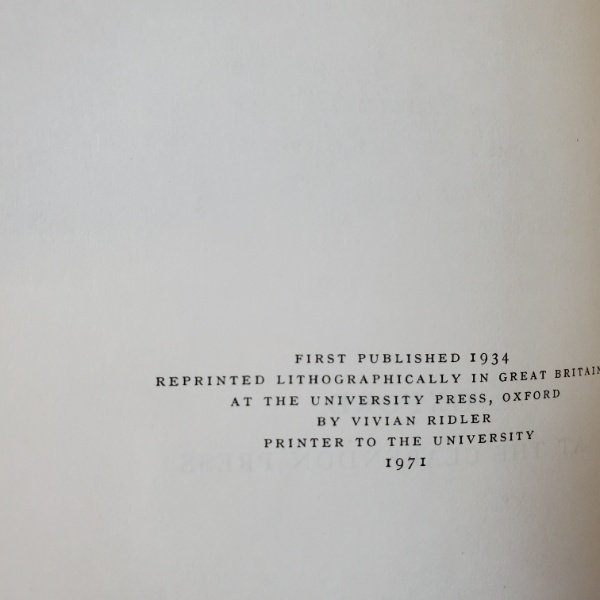 FIRST PUBLISHED 1934
REPRINTED LITHOGRAPHICALLY IN GREAT BRITAIN
AT THE UNIVERSITY PRESS, OXFORD
BY VIVIAN RIDLER
PRINTER TO THE UNIVERSITY
1971